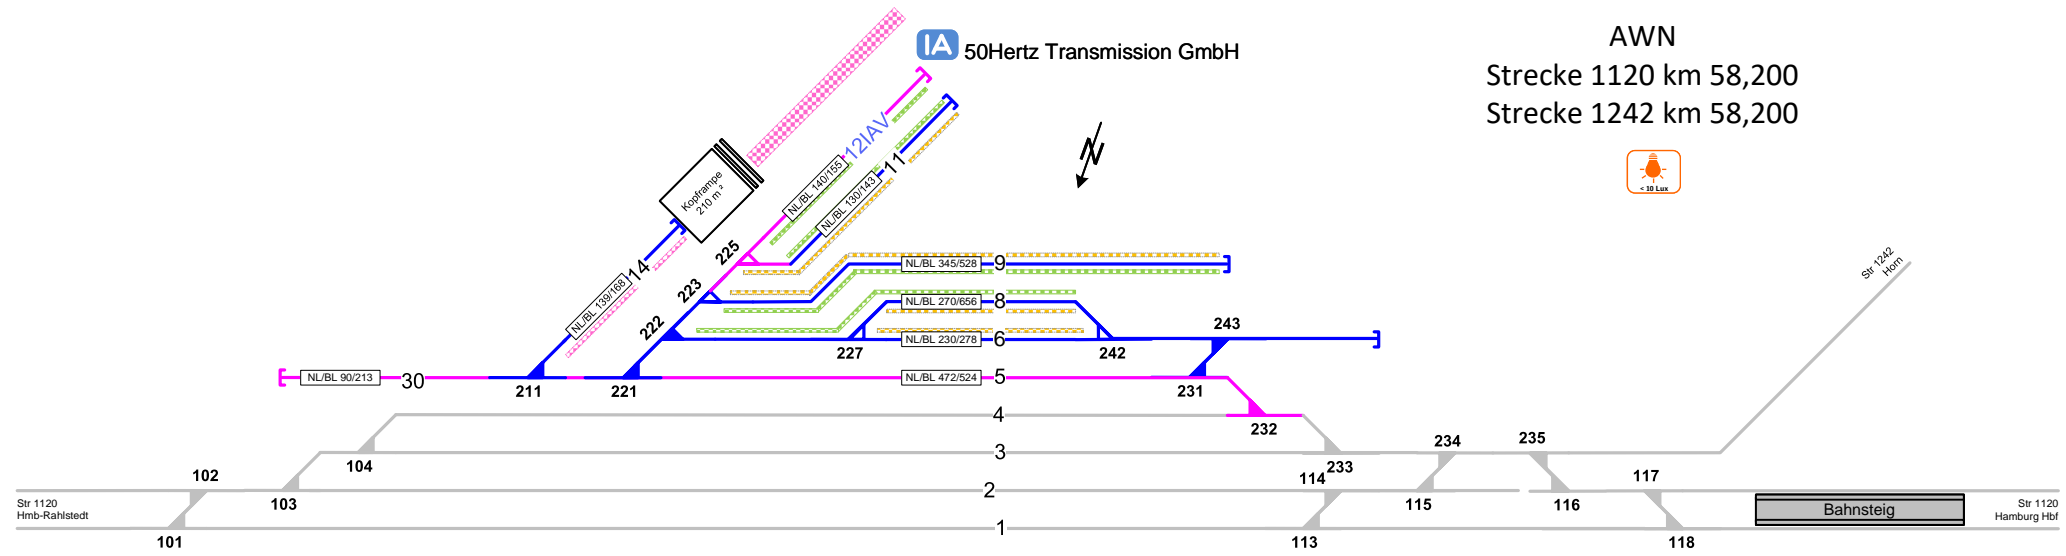 IA 50Hertz Transmission GmbH
AWN
Strecke 1120 km 58,200
Strecke 1242 km 58,200
< 10 Lux
N
Kopframpe
210 m ²
12IAV
NL/BL 140/155
11
NL/BL 130/143
225
14
NL/BL 139/168
223
222
NL/BL 345/528
9
NL/BL 270/656
8
NL/BL 230/278
6
227
242
243
Str 1242
Horn
NL/BL 90/213
30
211
221
NL/BL 472/524
5
231
4
232
104
3
233
234
235
102
103
2
114
115
116
117
Str 1120
Hmb-Rahlstedt
101
1
113
118
Bahnsteig
Str 1120
Hamburg Hbf